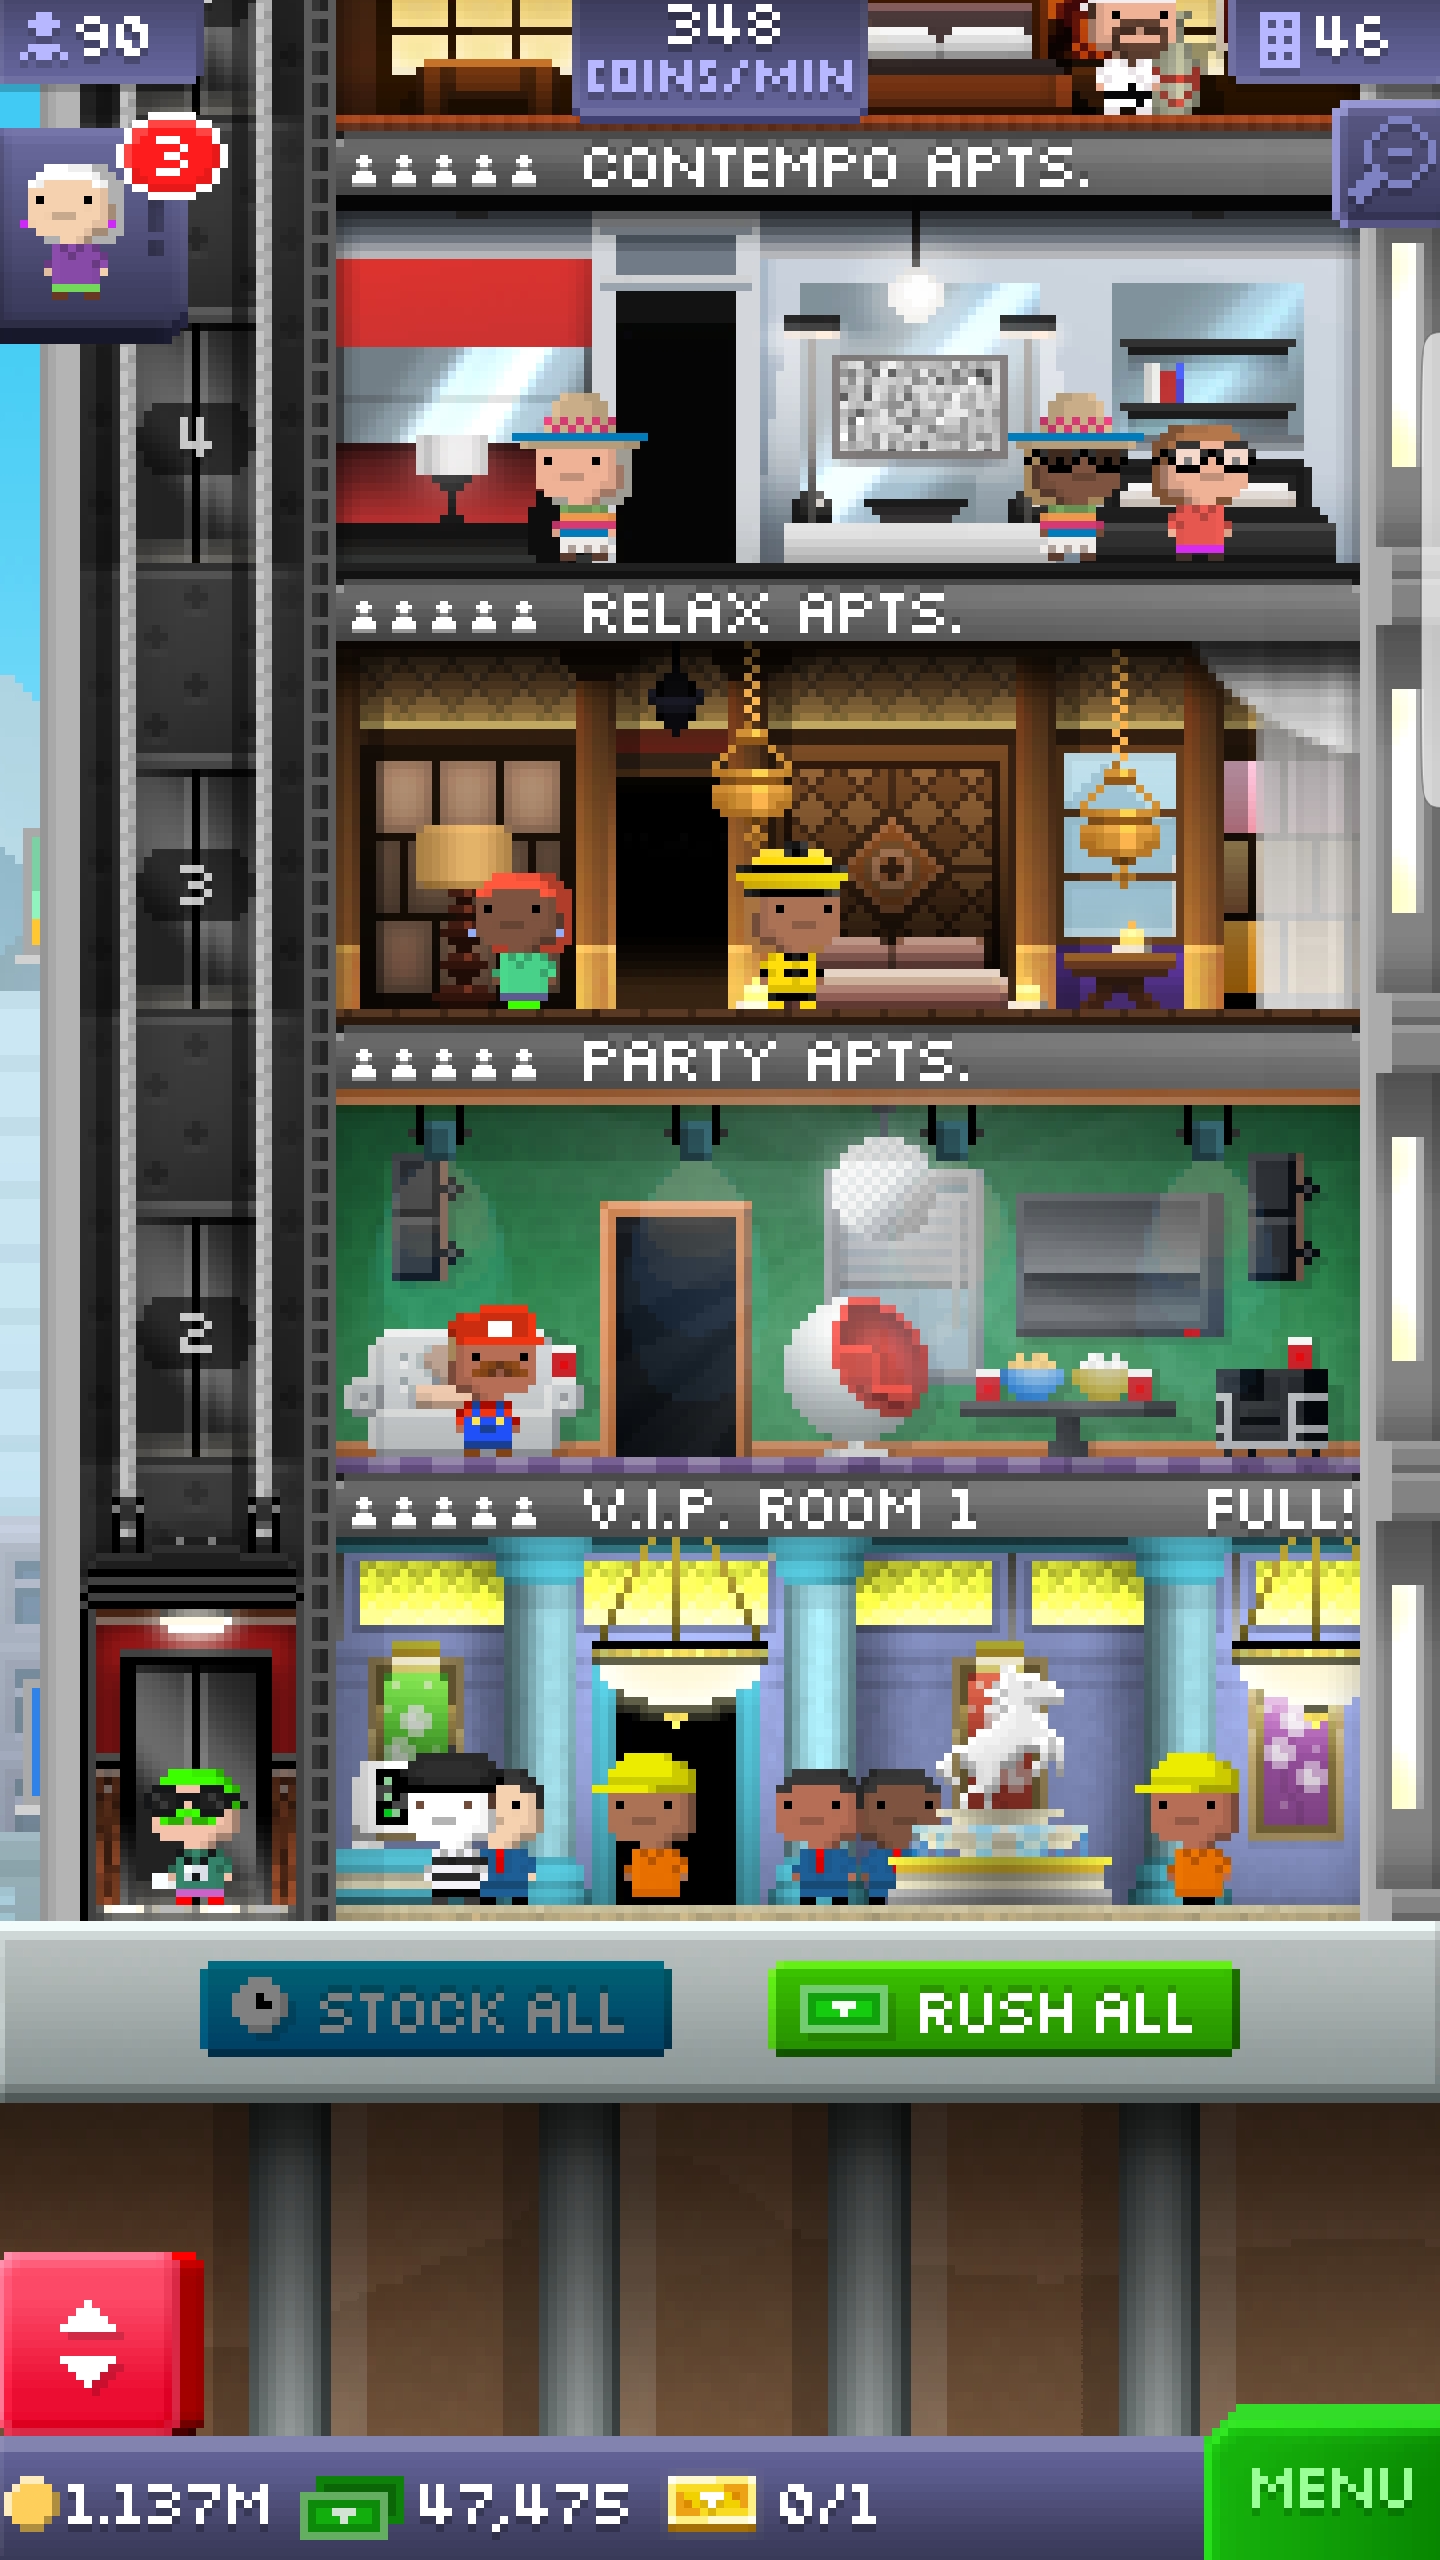 90
348
COINS/MIN
46
3
CONTEMPO APTS.
4
RELAX APTS.
3
PARTY APTS.
2
V.I.P. ROOM 1 FULL!
STOCK ALL
RUSH ALL
1.137M 47,475 0/1
MENU